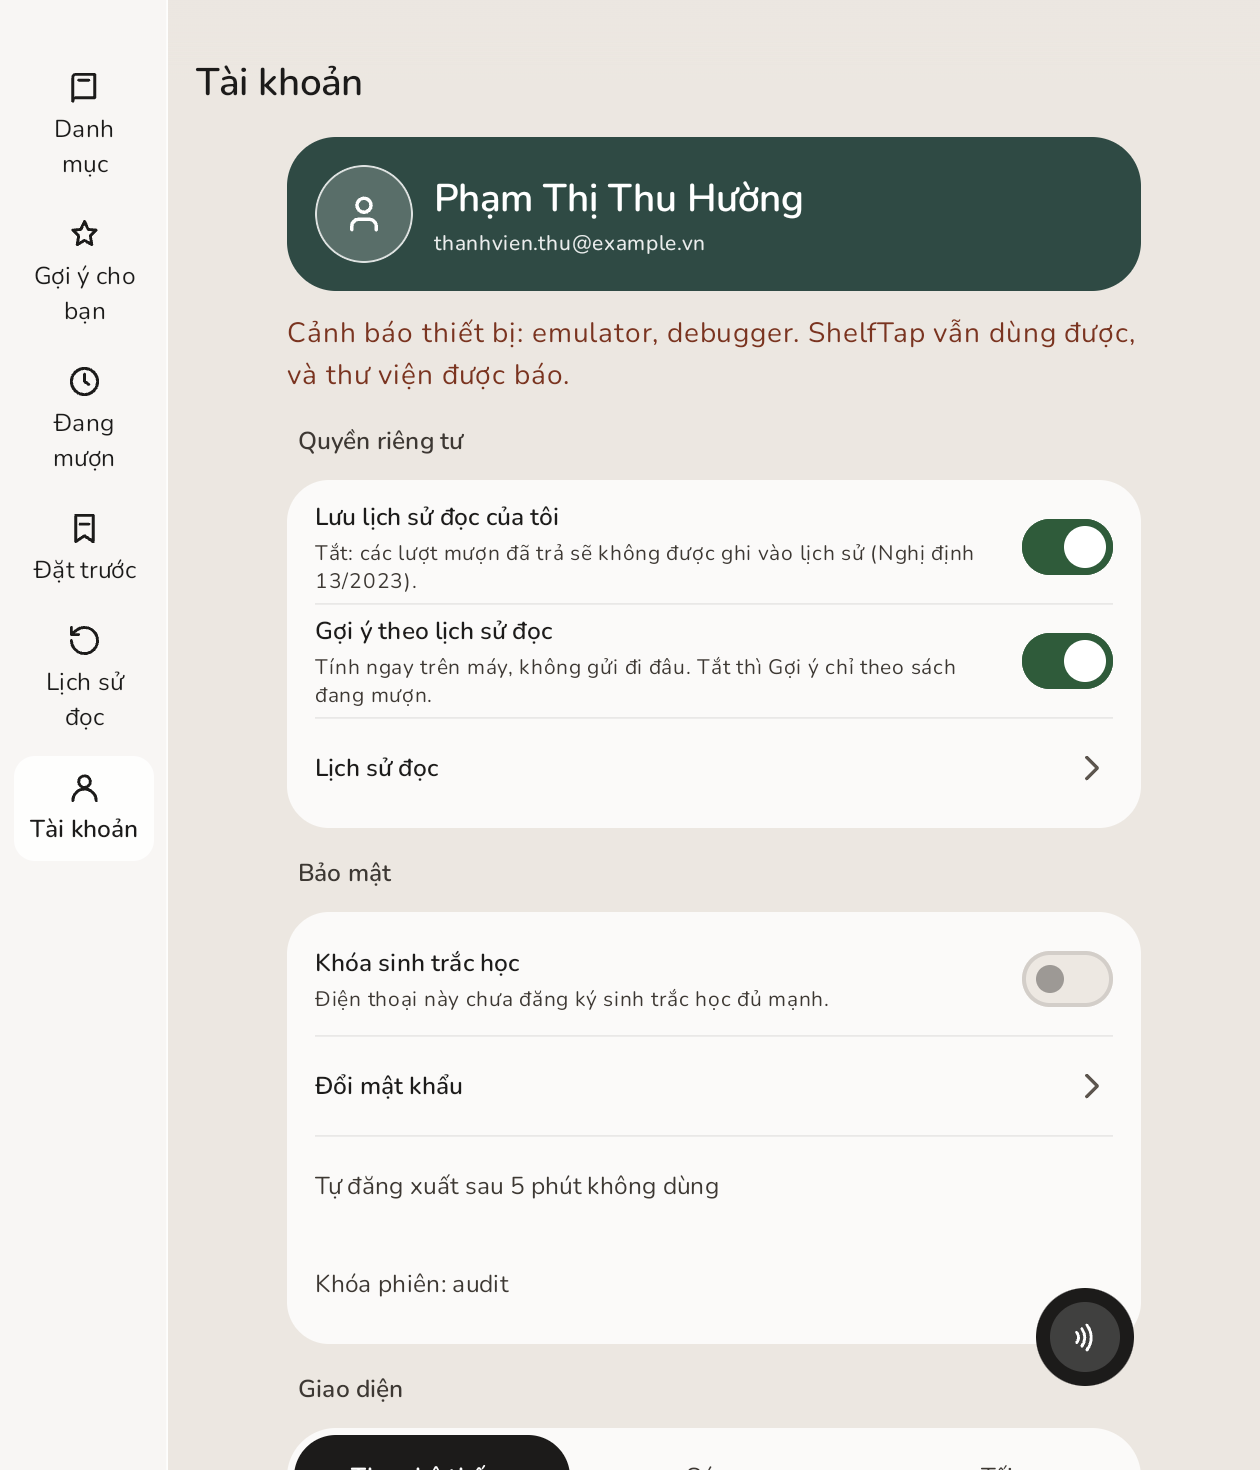 Tài khoản
Danh
mục
Gợi ý cho
bạn
Đang
mượn
Đặt trước
Lịch sử
đọc
Tài khoản
Phạm Thị Thu Hường
thanhvien.thu@example.vn
Cảnh báo thiết bị: emulator, debugger. ShelfTap vẫn dùng được,
và thư viện được báo.
Quyền riêng tư
Lưu lịch sử đọc của tôi
Tắt: các lượt mượn đã trả sẽ không được ghi vào lịch sử (Nghị định
13/2023).
Gợi ý theo lịch sử đọc
Tính ngay trên máy, không gửi đi đâu. Tắt thì Gợi ý chỉ theo sách
đang mượn.
Lịch sử đọc
Bảo mật
Khóa sinh trắc học
Điện thoại này chưa đăng ký sinh trắc học đủ mạnh.
Đổi mật khẩu
Tự đăng xuất sau 5 phút không dùng
Khóa phiên: audit
Giao diện